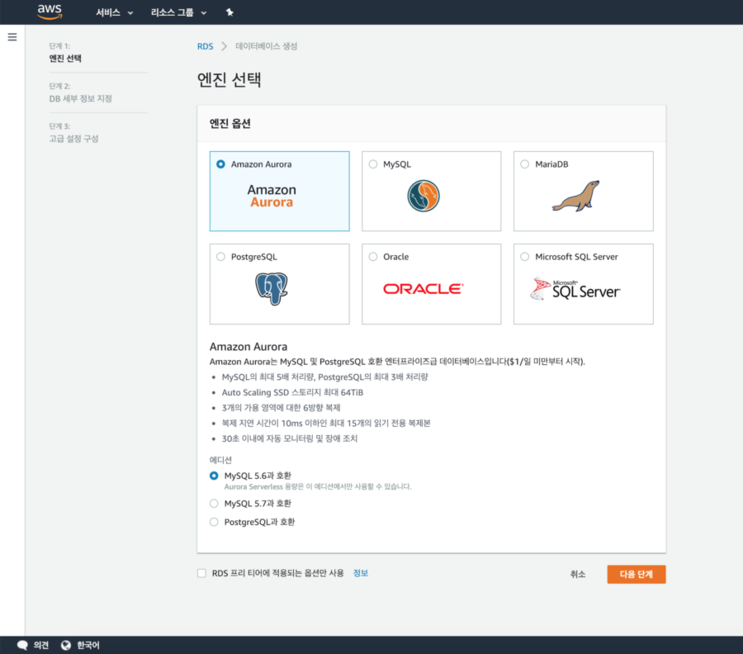 aws
서비스 리소스 그룹
단계 1:
엔진 선택
단계 2:
DB 세부 정보 지정
단계 3:
고급 설정 구성
RDS 데이터베이스 생성
엔진 선택
엔진 옵션
Amazon Aurora
Amazon
Aurora
MySQL
MariaDB
PostgreSQL
Oracle
ORACLE
Microsoft SQL Server
Microsoft
SQL Server
Amazon Aurora
Amazon Aurora는 MySQL 및 PostgreSQL 호환 엔터프라이즈급 데이터베이스입니다($1/일 미만부터 시작).
• MySQL의 최대 5배 처리량, PostgreSQL의 최대 3배 처리량
• Auto Scaling SSD 스토리지 최대 64TiB
• 3개의 가용 영역에 대한 6방향 복제
• 복제 지연 시간이 10ms 이하인 최대 15개의 읽기 전용 복제본
• 30초 이내에 자동 모니터링 및 장애 조치
에디션
MySQL 5.6과 호환
Aurora Serverless 용량은 이 에디션에서만 사용할 수 있습니다.
MySQL 5.7과 호환
PostgreSQL과 호환
RDS 프리 티어에 적용되는 옵션만 사용 정보
취소 다음 단계
의견 한국어